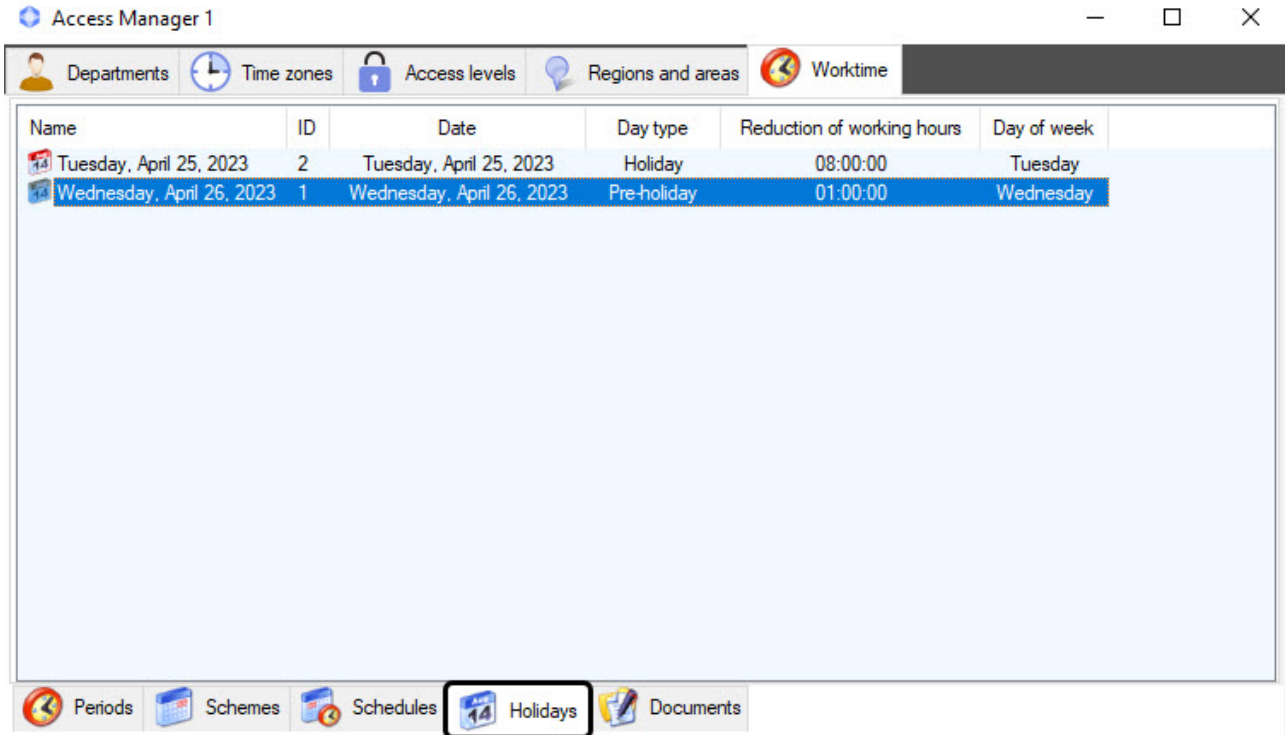 Access Manager 1
Departments Time zones Access levels Regions and areas Worktime
Name ID Date Day type Reduction of working hours Day of week
14 Tuesday, April 25, 2023 2 Tuesday, April 25, 2023 Holiday 08:00:00 Tuesday
14 Wednesday, April 26, 2023 1 Wednesday, April 26, 2023 Pre-holiday 01:00:00 Wednesday
Periods Schemes Schedules 14 Holidays Documents